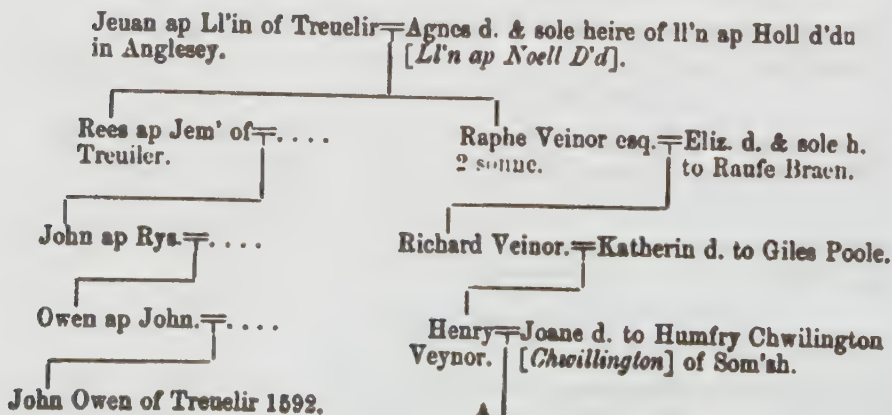 Jeuan ap Ll'in of Treuelir=Agnes d. & sole heire of ll'n ap Holl d'du
in Anglesey. [Ll'n ap Noell D'd].
Rees ap Jem' of=.... Raphe Veinor esq.=Eliz. d. & sole h.
Treuiler. 2 sonne. to Raufe Braen.
John ap Rys.=.... Richard Veinor.=Katherin d. to Giles Poole.
Owen ap John.=.... Henry=Joane d. to Humfry Chwilington
Veynor. [Chwillington] of Som'sh.
John Owen of Treuelir 1592.
A